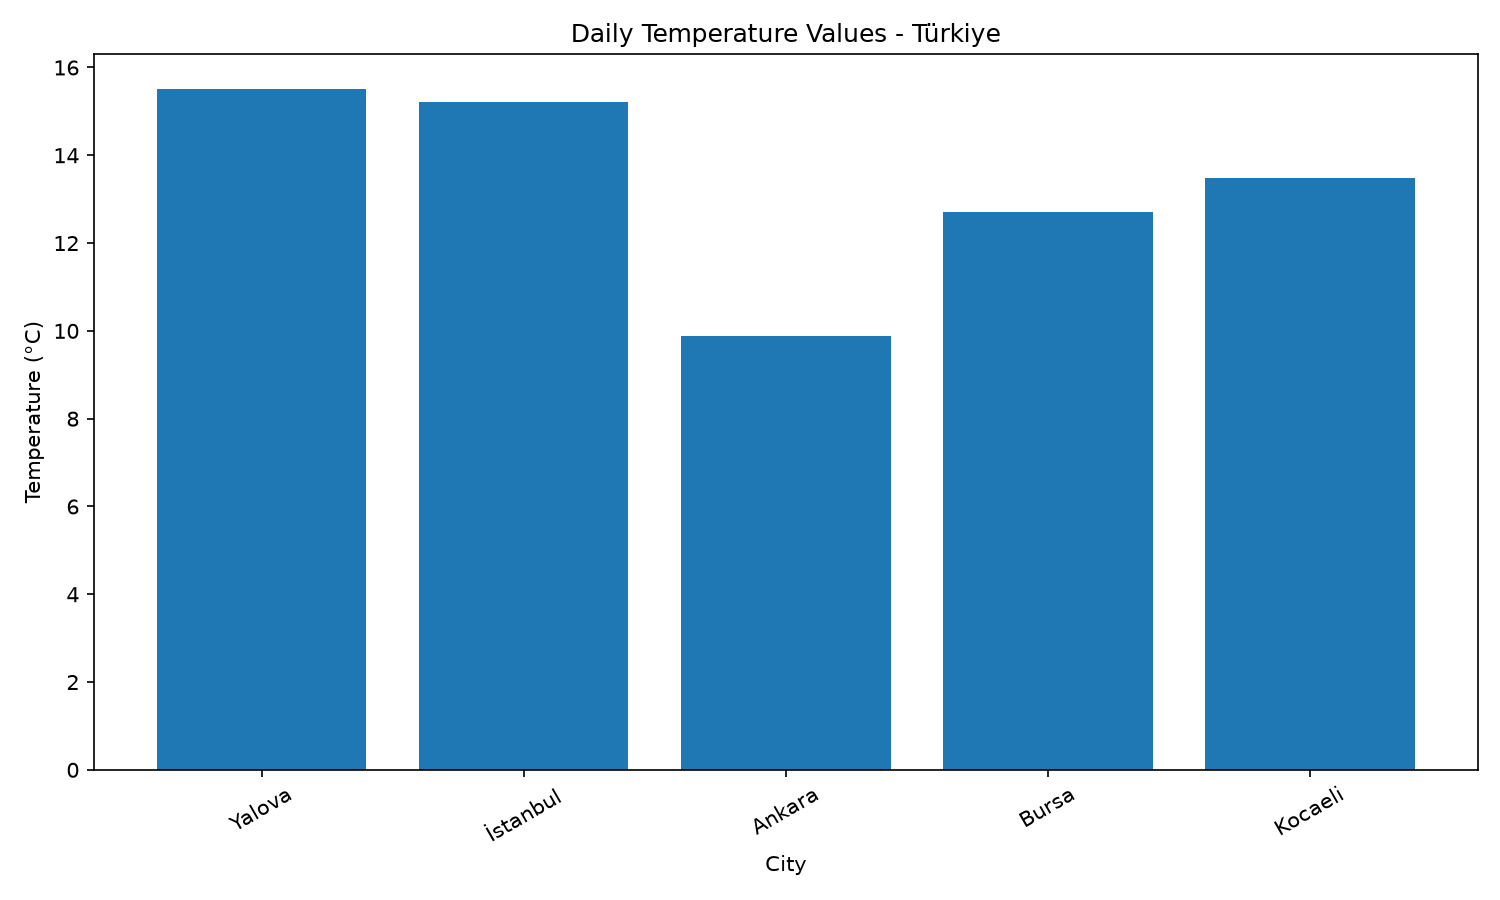 Daily Temperature Values - Türkiye
16
14
12
10
8
6
4
2
0
Temperature (°C)
Yalova
İstanbul
Ankara
Bursa
Kocaeli
City